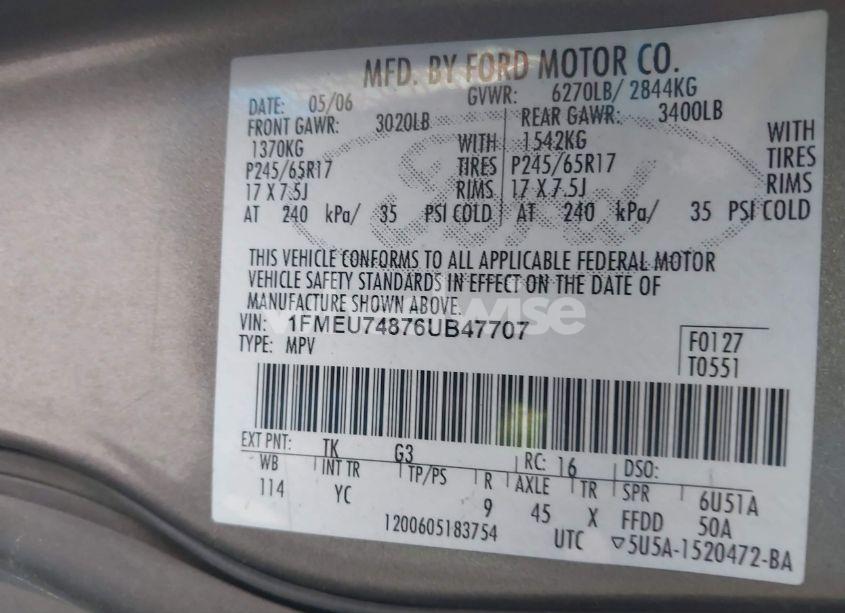 MFD. BY FORD MOTOR CO.
DATE: 05/06 GVWR: 6270LB/ 2844KG
FRONT GAWR: 3020LB REAR GAWR: 3400LB
1370KG WITH 1542KG WITH
P245/65R17 TIRES P245/65R17 TIRES
17 X 7.5J RIMS 17 X 7.5J RIMS
AT 240 kPa/ 35 PSI COLD AT 240 kPa/ 35 PSI COLD
THIS VEHICLE CONFORMS TO ALL APPLICABLE FEDERAL MOTOR
VEHICLE SAFETY STANDARDS IN EFFECT ON THE DATE OF
MANUFACTURE SHOWN ABOVE.
VIN: 1FMEU74876UB47707
TYPE: MPV
F0127
T0551
EXT PNT: TK G3 RC: 16 DSO:
WB INT TR TP/PS R AXLE TR SPR 6U51A
114 YC 9 45 X FFDD 50A
1200605183754 UTC ▽5U5A-1520472-BA